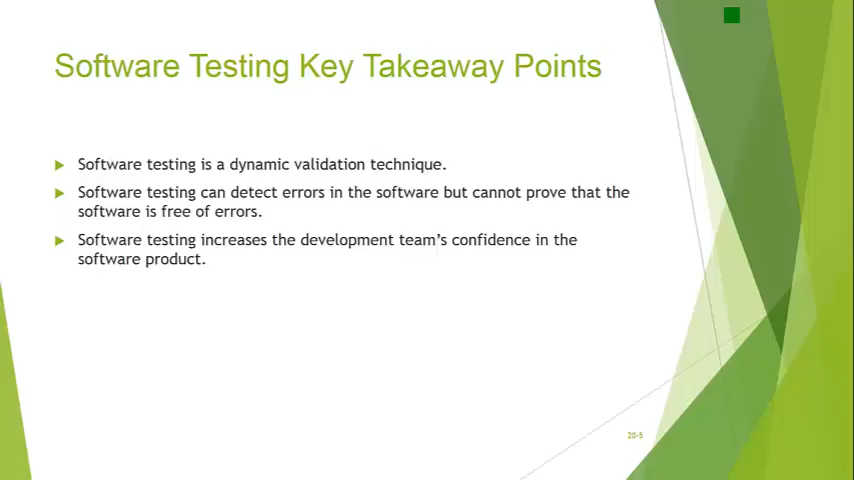 Software Testing Key Takeaway Points
Software testing is a dynamic validation technique.
Software testing can detect errors in the software but cannot prove that the
software is free of errors.
Software testing increases the development team’s confidence in the
software product.
20-5